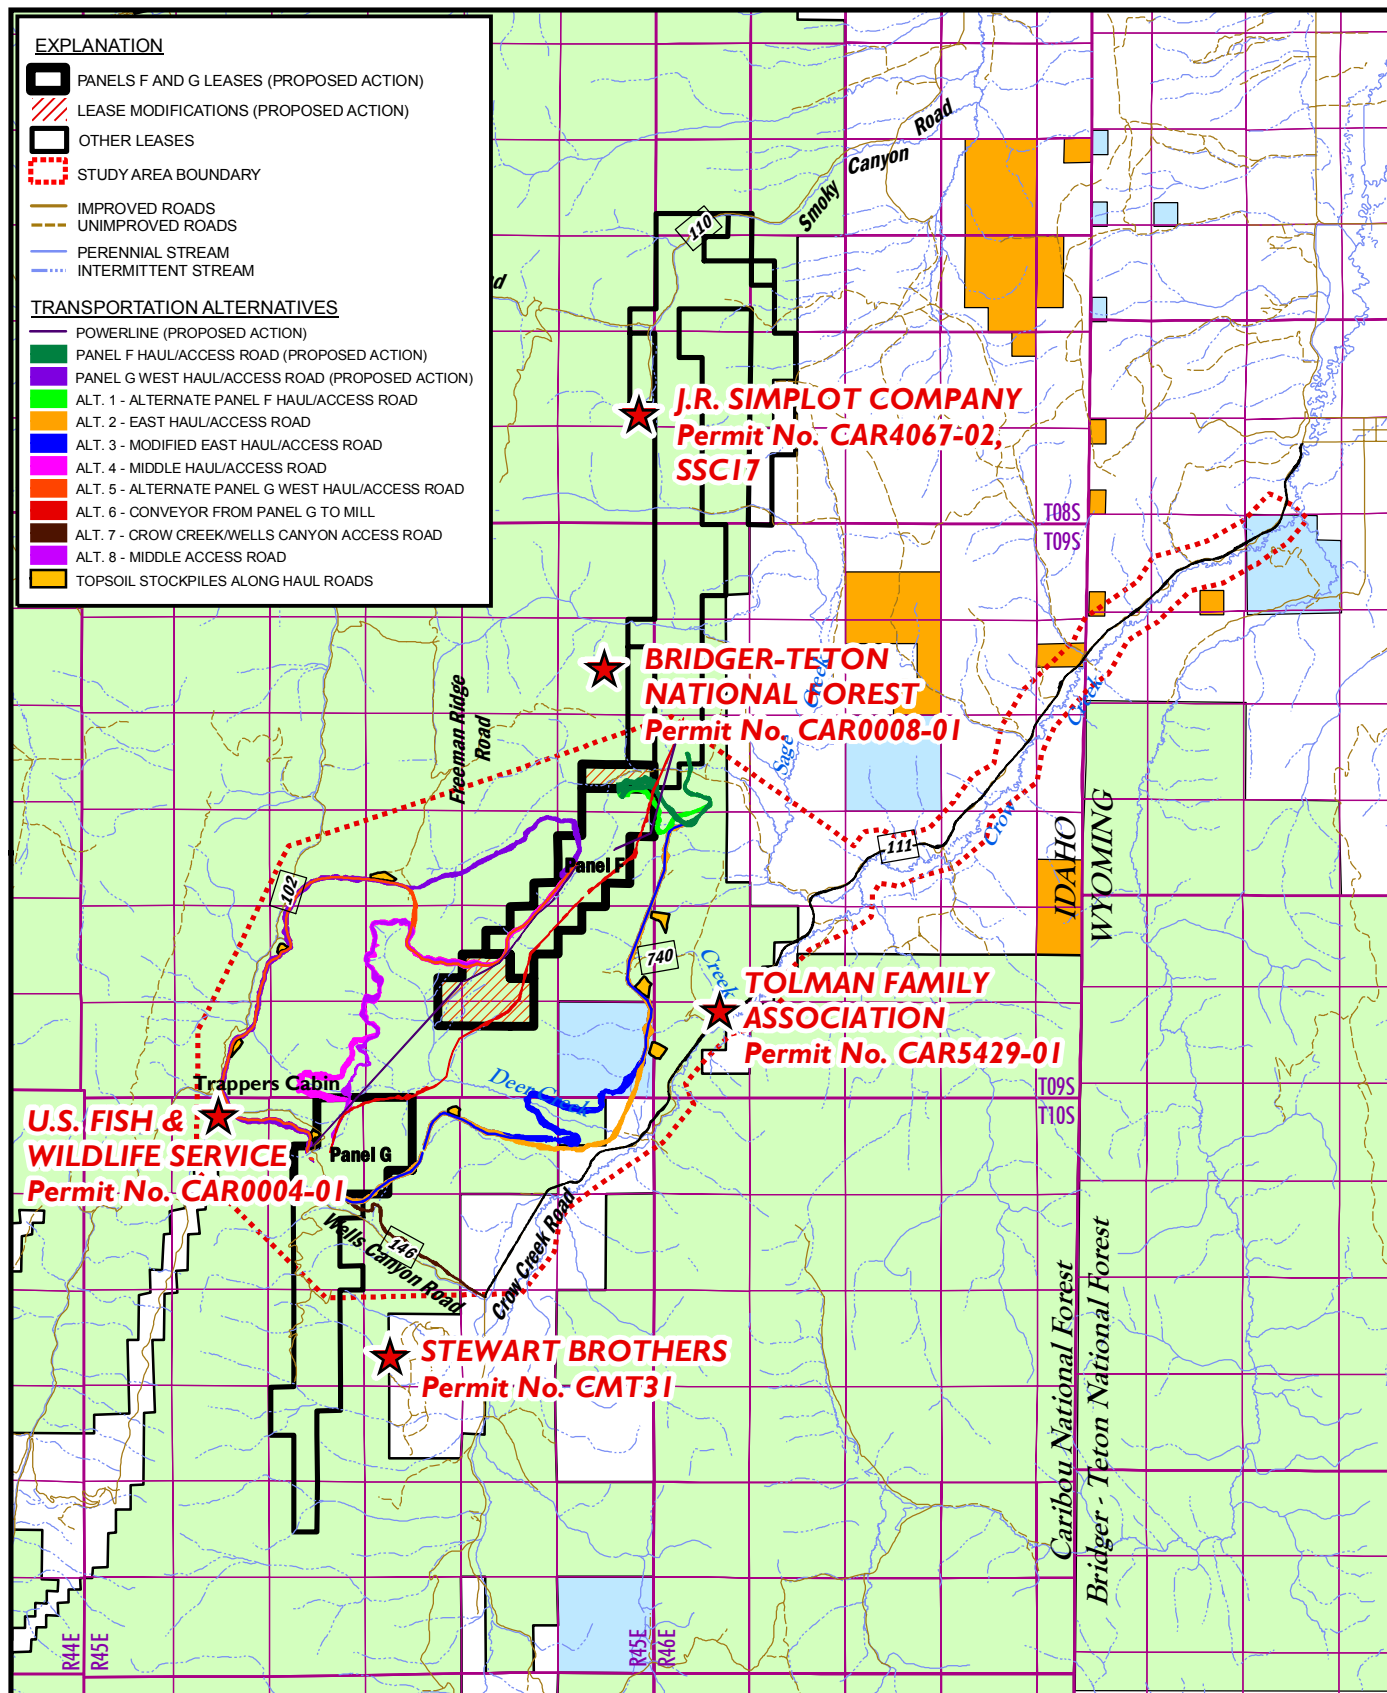 EXPLANATION
PANELS F AND G LEASES (PROPOSED ACTION)
LEASE MODIFICATIONS (PROPOSED ACTION)
OTHER LEASES
STUDY AREA BOUNDARY
IMPROVED ROADS
UNIMPROVED ROADS
PERENNIAL STREAM
INTERMITTENT STREAM
TRANSPORTATION ALTERNATIVES
POWERLINE (PROPOSED ACTION)
PANEL F HAUL/ACCESS ROAD (PROPOSED ACTION)
PANEL G WEST HAUL/ACCESS ROAD (PROPOSED ACTION)
ALT. 1 - ALTERNATE PANEL F HAUL/ACCESS ROAD
ALT. 2 - EAST HAUL/ACCESS ROAD
ALT. 3 - MODIFIED EAST HAUL/ACCESS ROAD
ALT. 4 - MIDDLE HAUL/ACCESS ROAD
ALT. 5 - ALTERNATE PANEL G WEST HAUL/ACCESS ROAD
ALT. 6 - CONVEYOR FROM PANEL G TO MILL
ALT. 7 - CROW CREEK/WELLS CANYON ACCESS ROAD
ALT. 8 - MIDDLE ACCESS ROAD
TOPSOIL STOCKPILES ALONG HAUL ROADS
Smoky Canyon Road
110
J.R. SIMPLOT COMPANY
Permit No. CAR4067-02,
SSC17
T08S
T09S
BRIDGER-TETON
NATIONAL FOREST
Permit No. CAR0008-01
Freeman Ridge
Road
Sage Creek
Crow Creek
111
IDAHO
WYOMING
Panel F
102
740
Creek
TOLMAN FAMILY
ASSOCIATION
Permit No. CAR5429-01
Deer Creek
Trappers Cabin
T09S
T10S
U.S. FISH &
WILDLIFE SERVICE
Permit No. CAR0004-01
Panel G
146
Wells Canyon Road
Crow Creek Road
STEWART BROTHERS
Permit No. CMT31
Caribou National Forest
Bridger - Teton National Forest
R44E
R45E
R45E
R46E